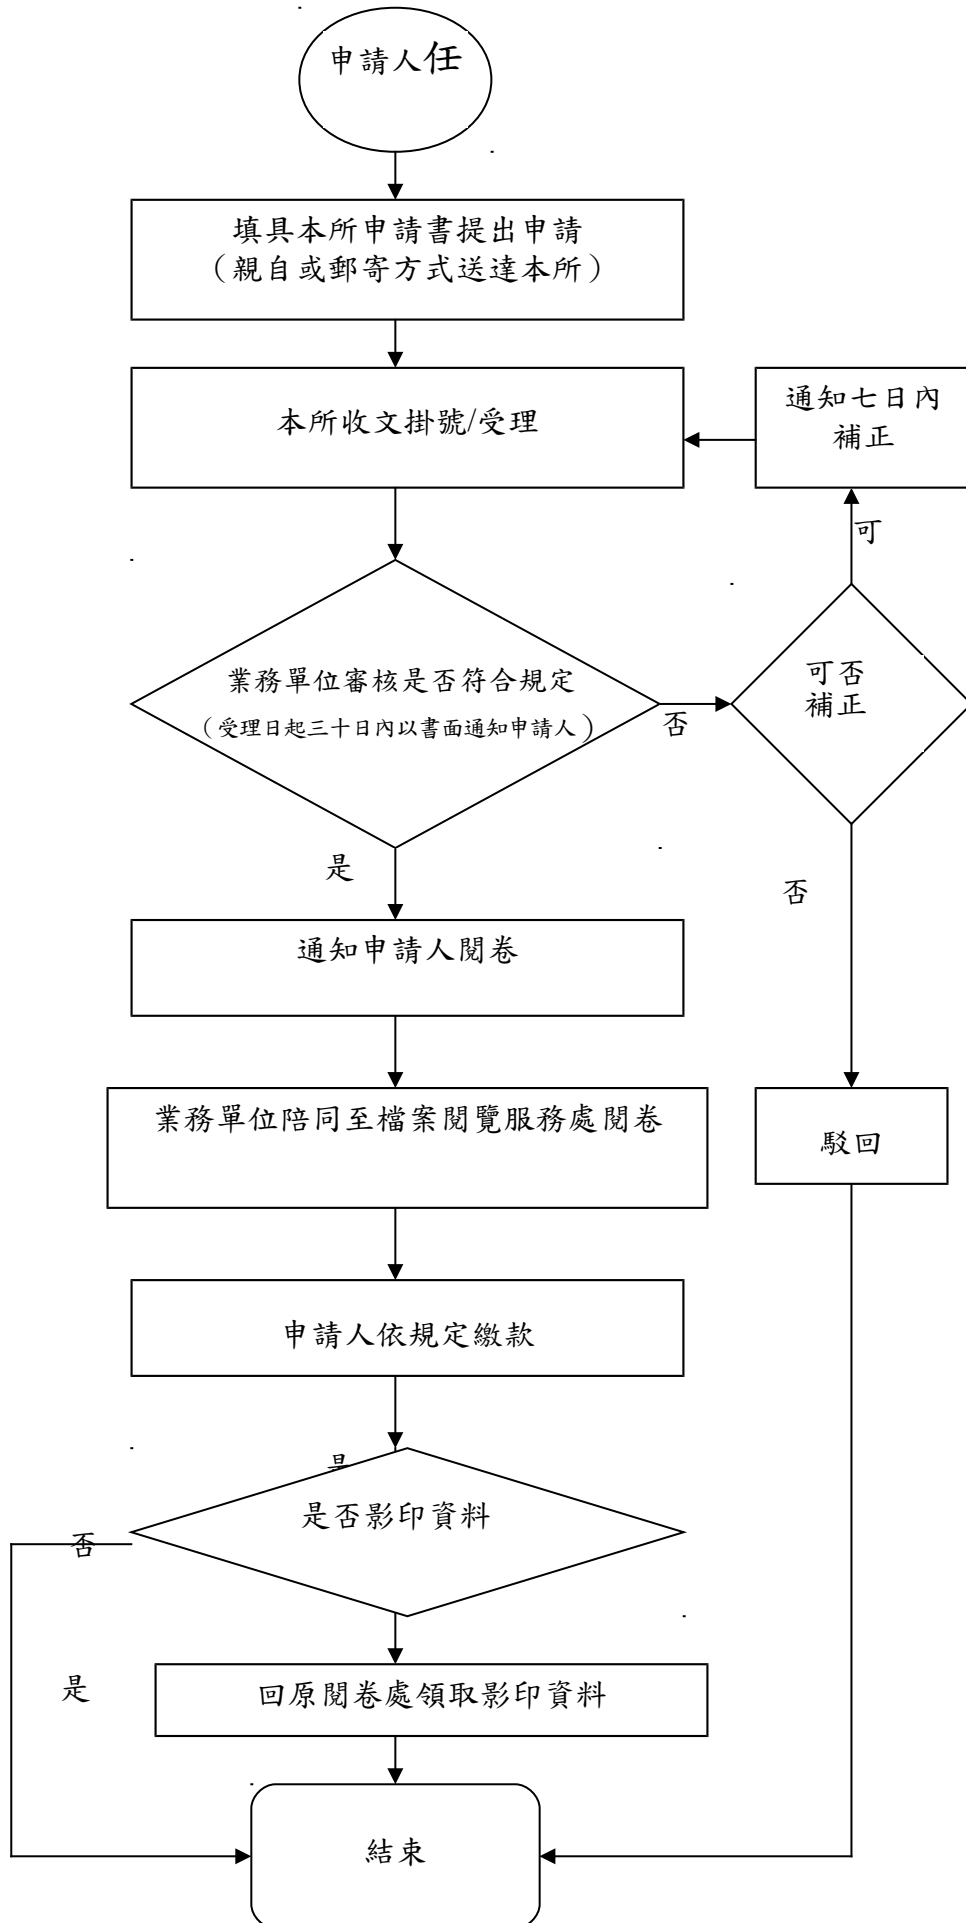 申請人任
填具本所申請書提出申請
（親自或郵寄方式送達本所）
本所收文掛號/受理
通知七日內
補正
可
業務單位審核是否符合規定
（受理日起三十日內以書面通知申請人）
否
可否
補正
是
否
通知申請人閱卷
業務單位陪同至檔案閱覽服務處閱卷
駁回
申請人依規定繳款
是
是否影印資料
否
是
回原閱卷處領取影印資料
結束